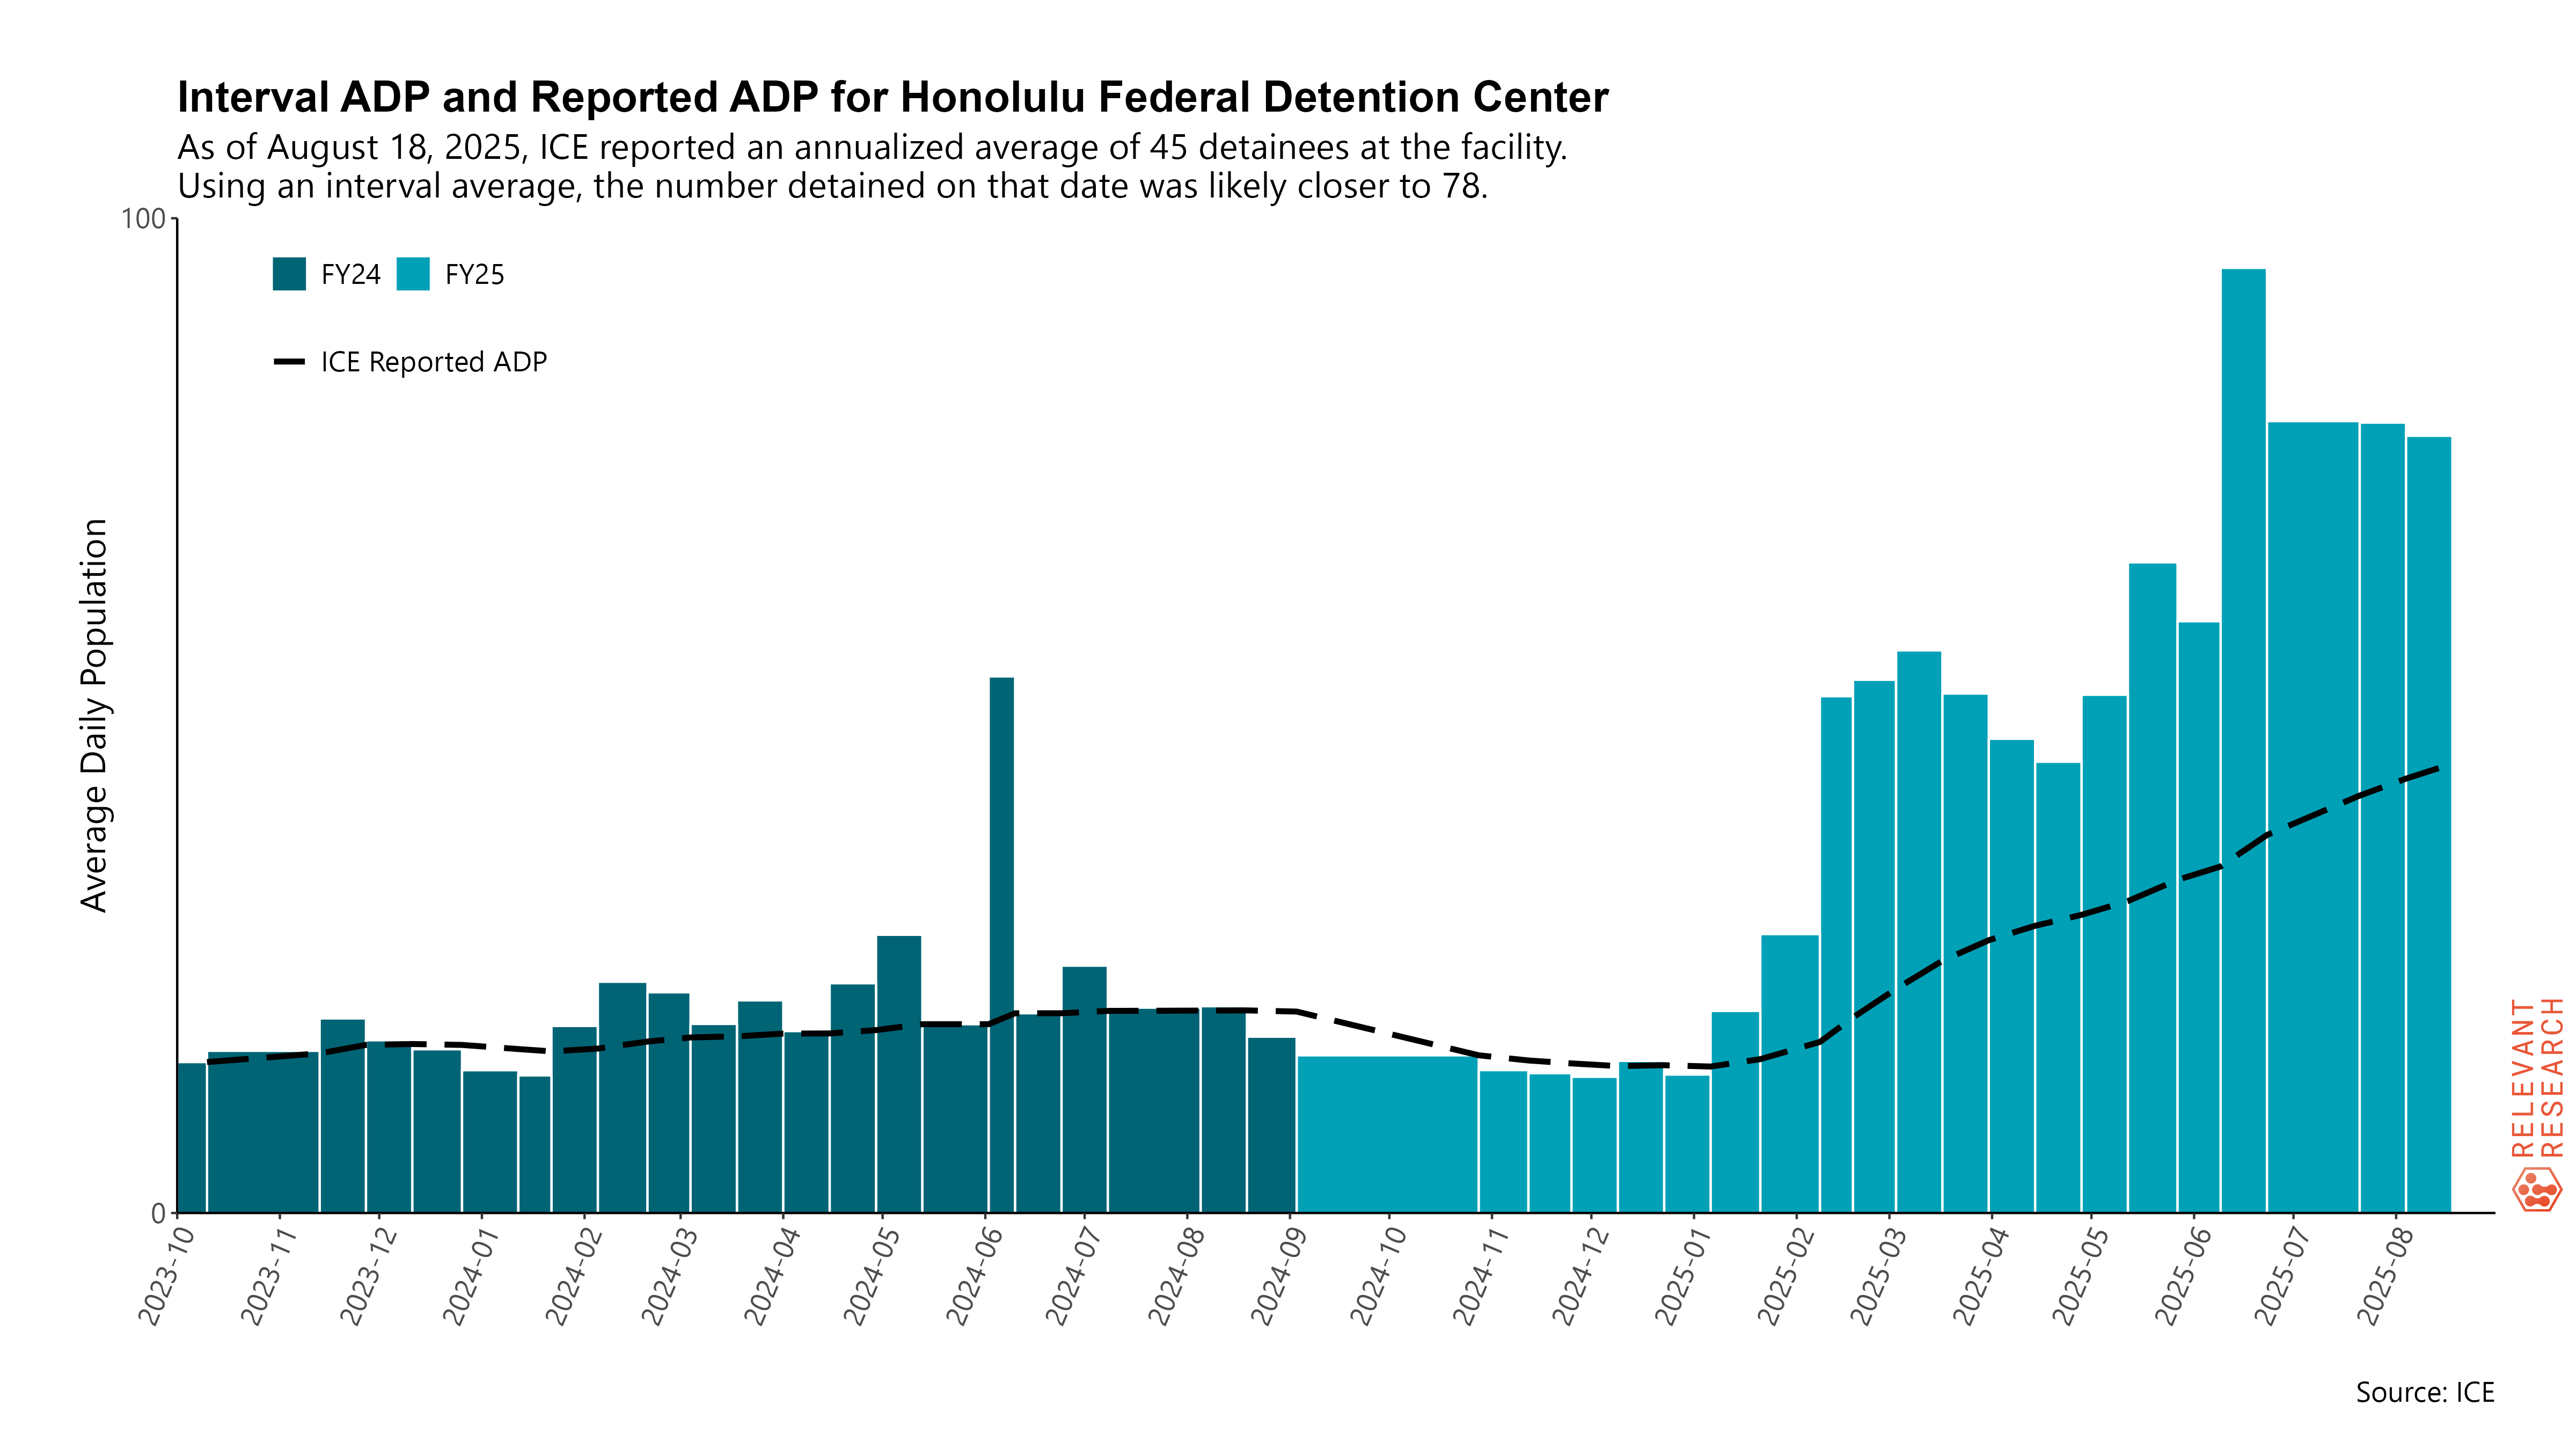 Interval ADP and Reported ADP for Honolulu Federal Detention Center
As of August 18, 2025, ICE reported an annualized average of 45 detainees at the facility.
Using an interval average, the number detained on that date was likely closer to 78.
100
FY24
FY25
ICE Reported ADP
Average Daily Population
0
2023-10
2023-11
2023-12
2024-01
2024-02
2024-03
2024-04
2024-05
2024-06
2024-07
2024-08
2024-09
2024-10
2024-11
2024-12
2025-01
2025-02
2025-03
2025-04
2025-05
2025-06
2025-07
2025-08
RELEVANT
RESEARCH
Source: ICE